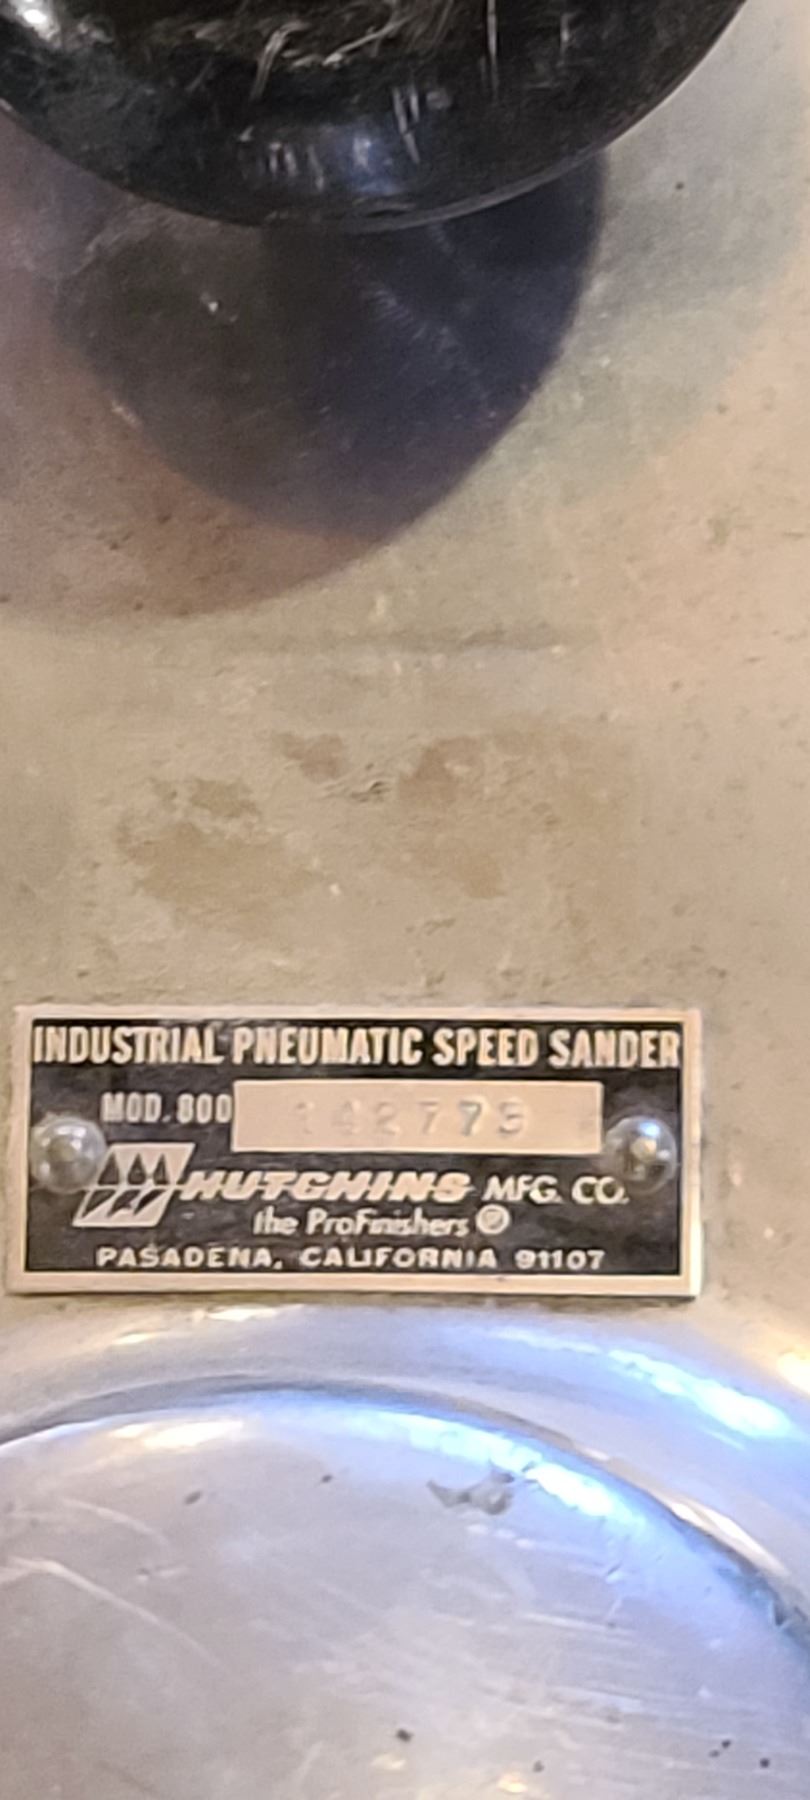 INDUSTRIAL PNEUMATIC SPEED SANDER
MOD. 800 142773
HUTCHINS MFG. CO.
the ProFinishers ®
PASADENA, CALIFORNIA 91107